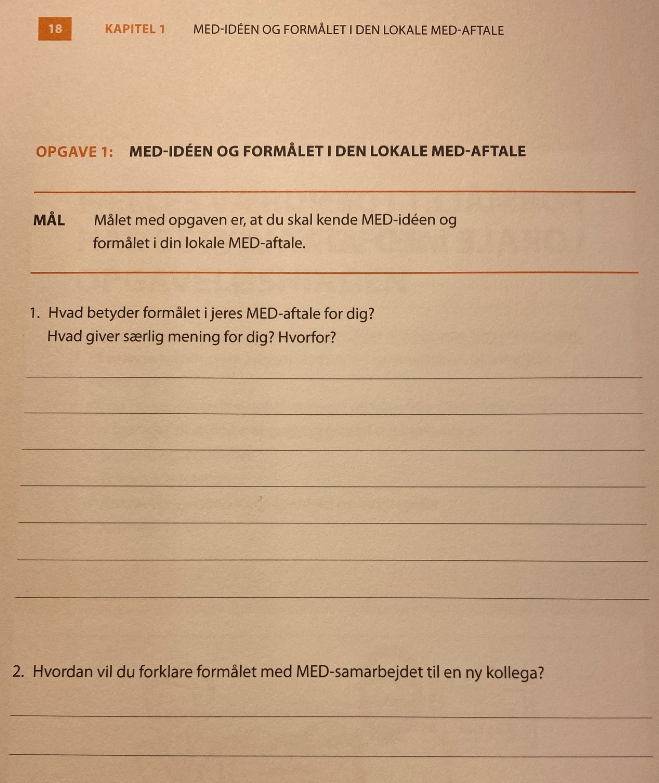 18 KAPITEL 1 MED-IDÉEN OG FORMÅLET I DEN LOKALE MED-AFTALE
OPGAVE 1: MED-IDÉEN OG FORMÅLET I DEN LOKALE MED-AFTALE
MÅL Målet med opgaven er, at du skal kende MED-idéen og
formålet i din lokale MED-aftale.
1. Hvad betyder formålet i jeres MED-aftale for dig?
Hvad giver særlig mening for dig? Hvorfor?
2. Hvordan vil du forklare formålet med MED-samarbejdet til en ny kollega?